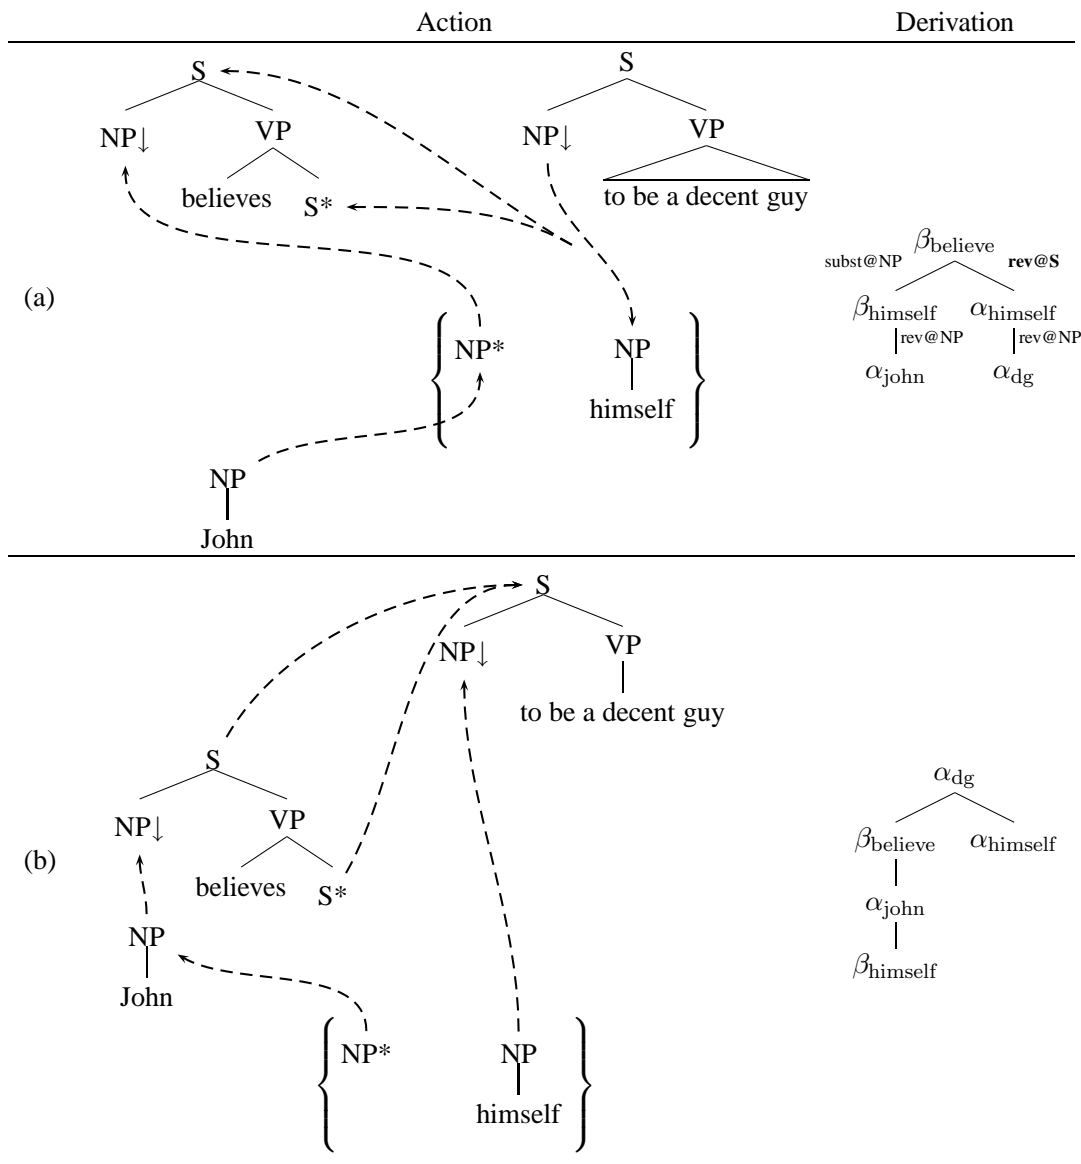 Action Derivation
S S
NP↓ VP NP↓ VP
believes S* to be a decent guy
βbelieve
subst@NP rev@S
(a)
βhimself αhimself
rev@NP rev@NP
αjohn αdg
{ NP* NP }
himself
NP
John
S
NP↓ VP
to be a decent guy
S
αdg
NP↓ VP
(b)
βbelieve αhimself
believes S*
αjohn
NP
βhimself
John
{ NP* NP }
himself